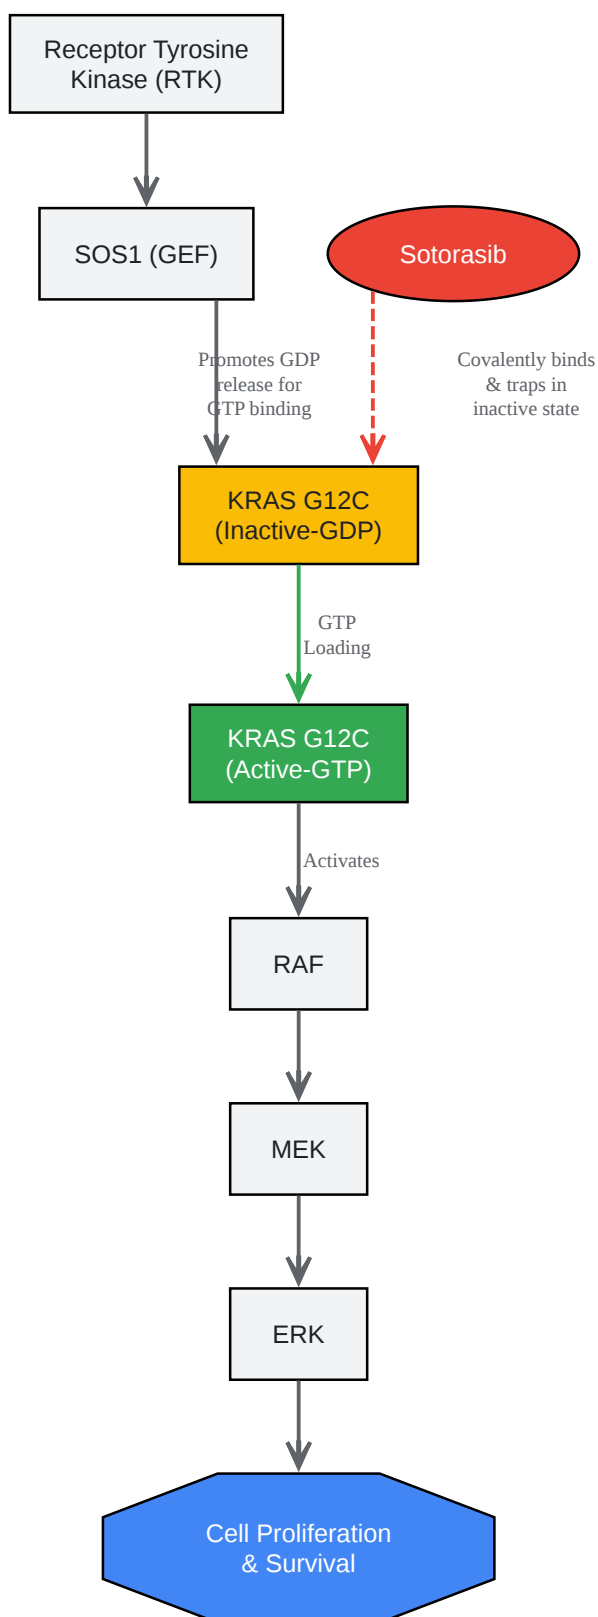 Receptor Tyrosine
Kinase (RTK)
SOS1 (GEF)
Sotorasib
Promotes GDP
release for
GTP binding
Covalently binds
& traps in
inactive state
KRAS G12C
(Inactive-GDP)
GTP
Loading
KRAS G12C
(Active-GTP)
Activates
RAF
MEK
ERK
Cell Proliferation
& Survival